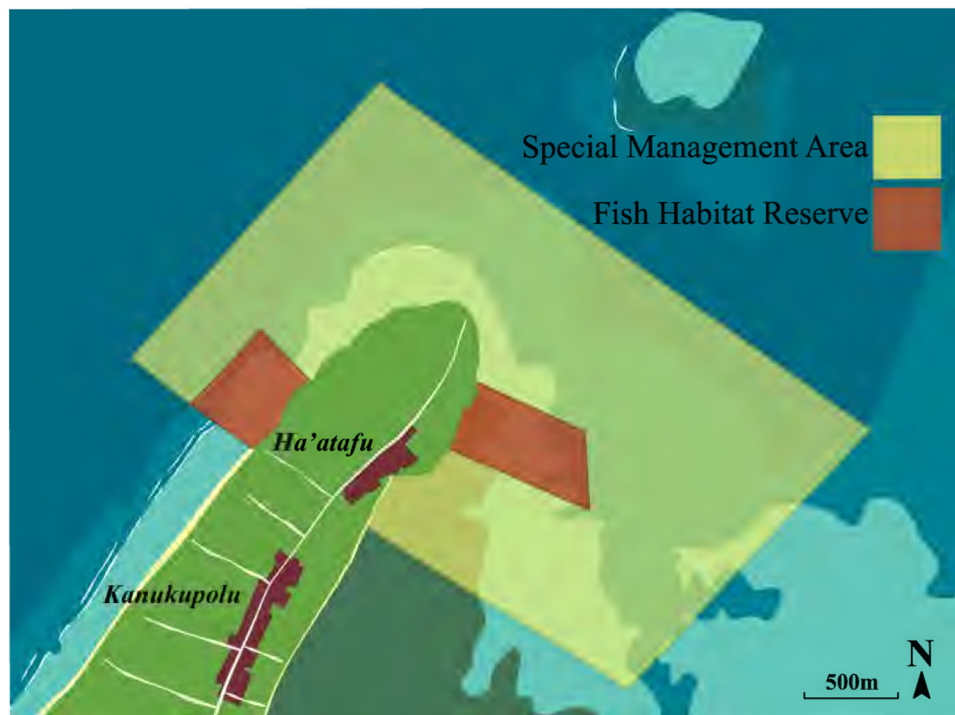 Special Management Area
Fish Habitat Reserve
Ha'atafu
Kanukupolu
N
500m